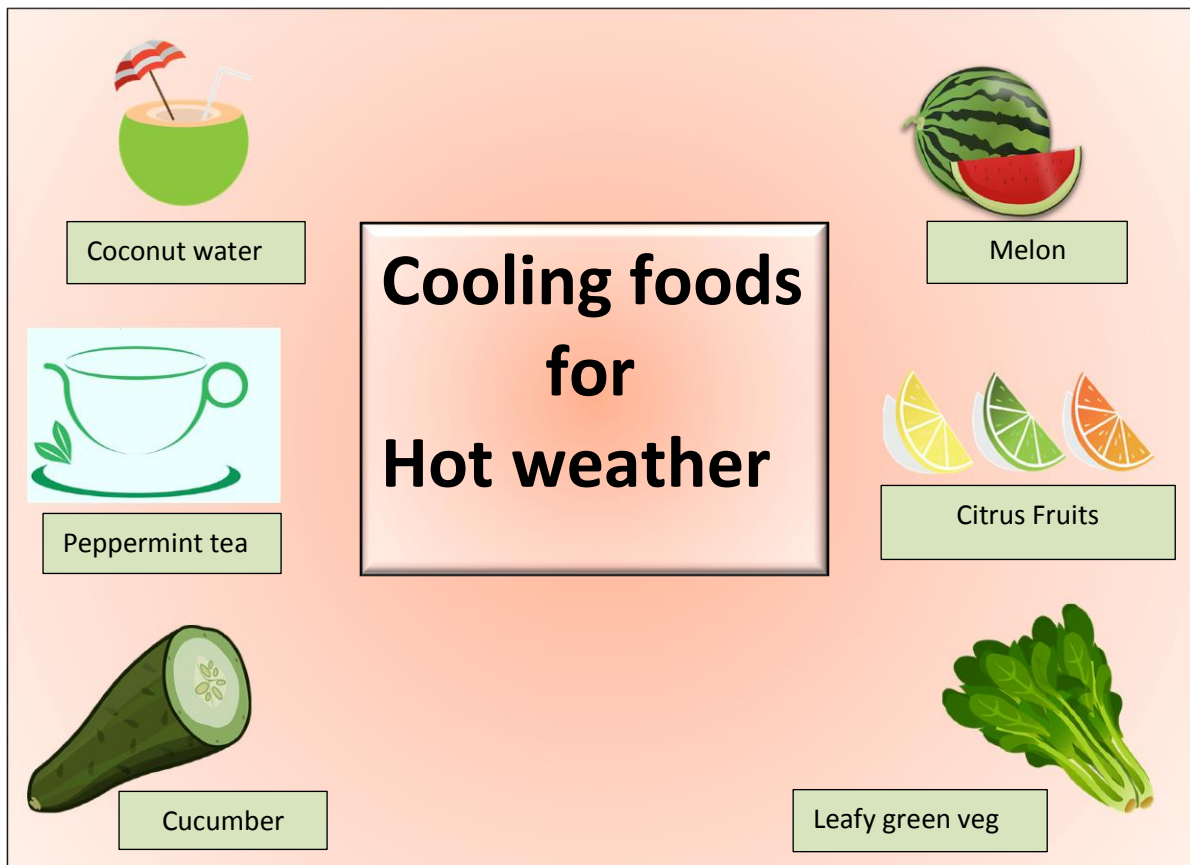 Coconut water
Melon
Cooling foods
for
Hot weather
Peppermint tea
Citrus Fruits
Cucumber
Leafy green veg